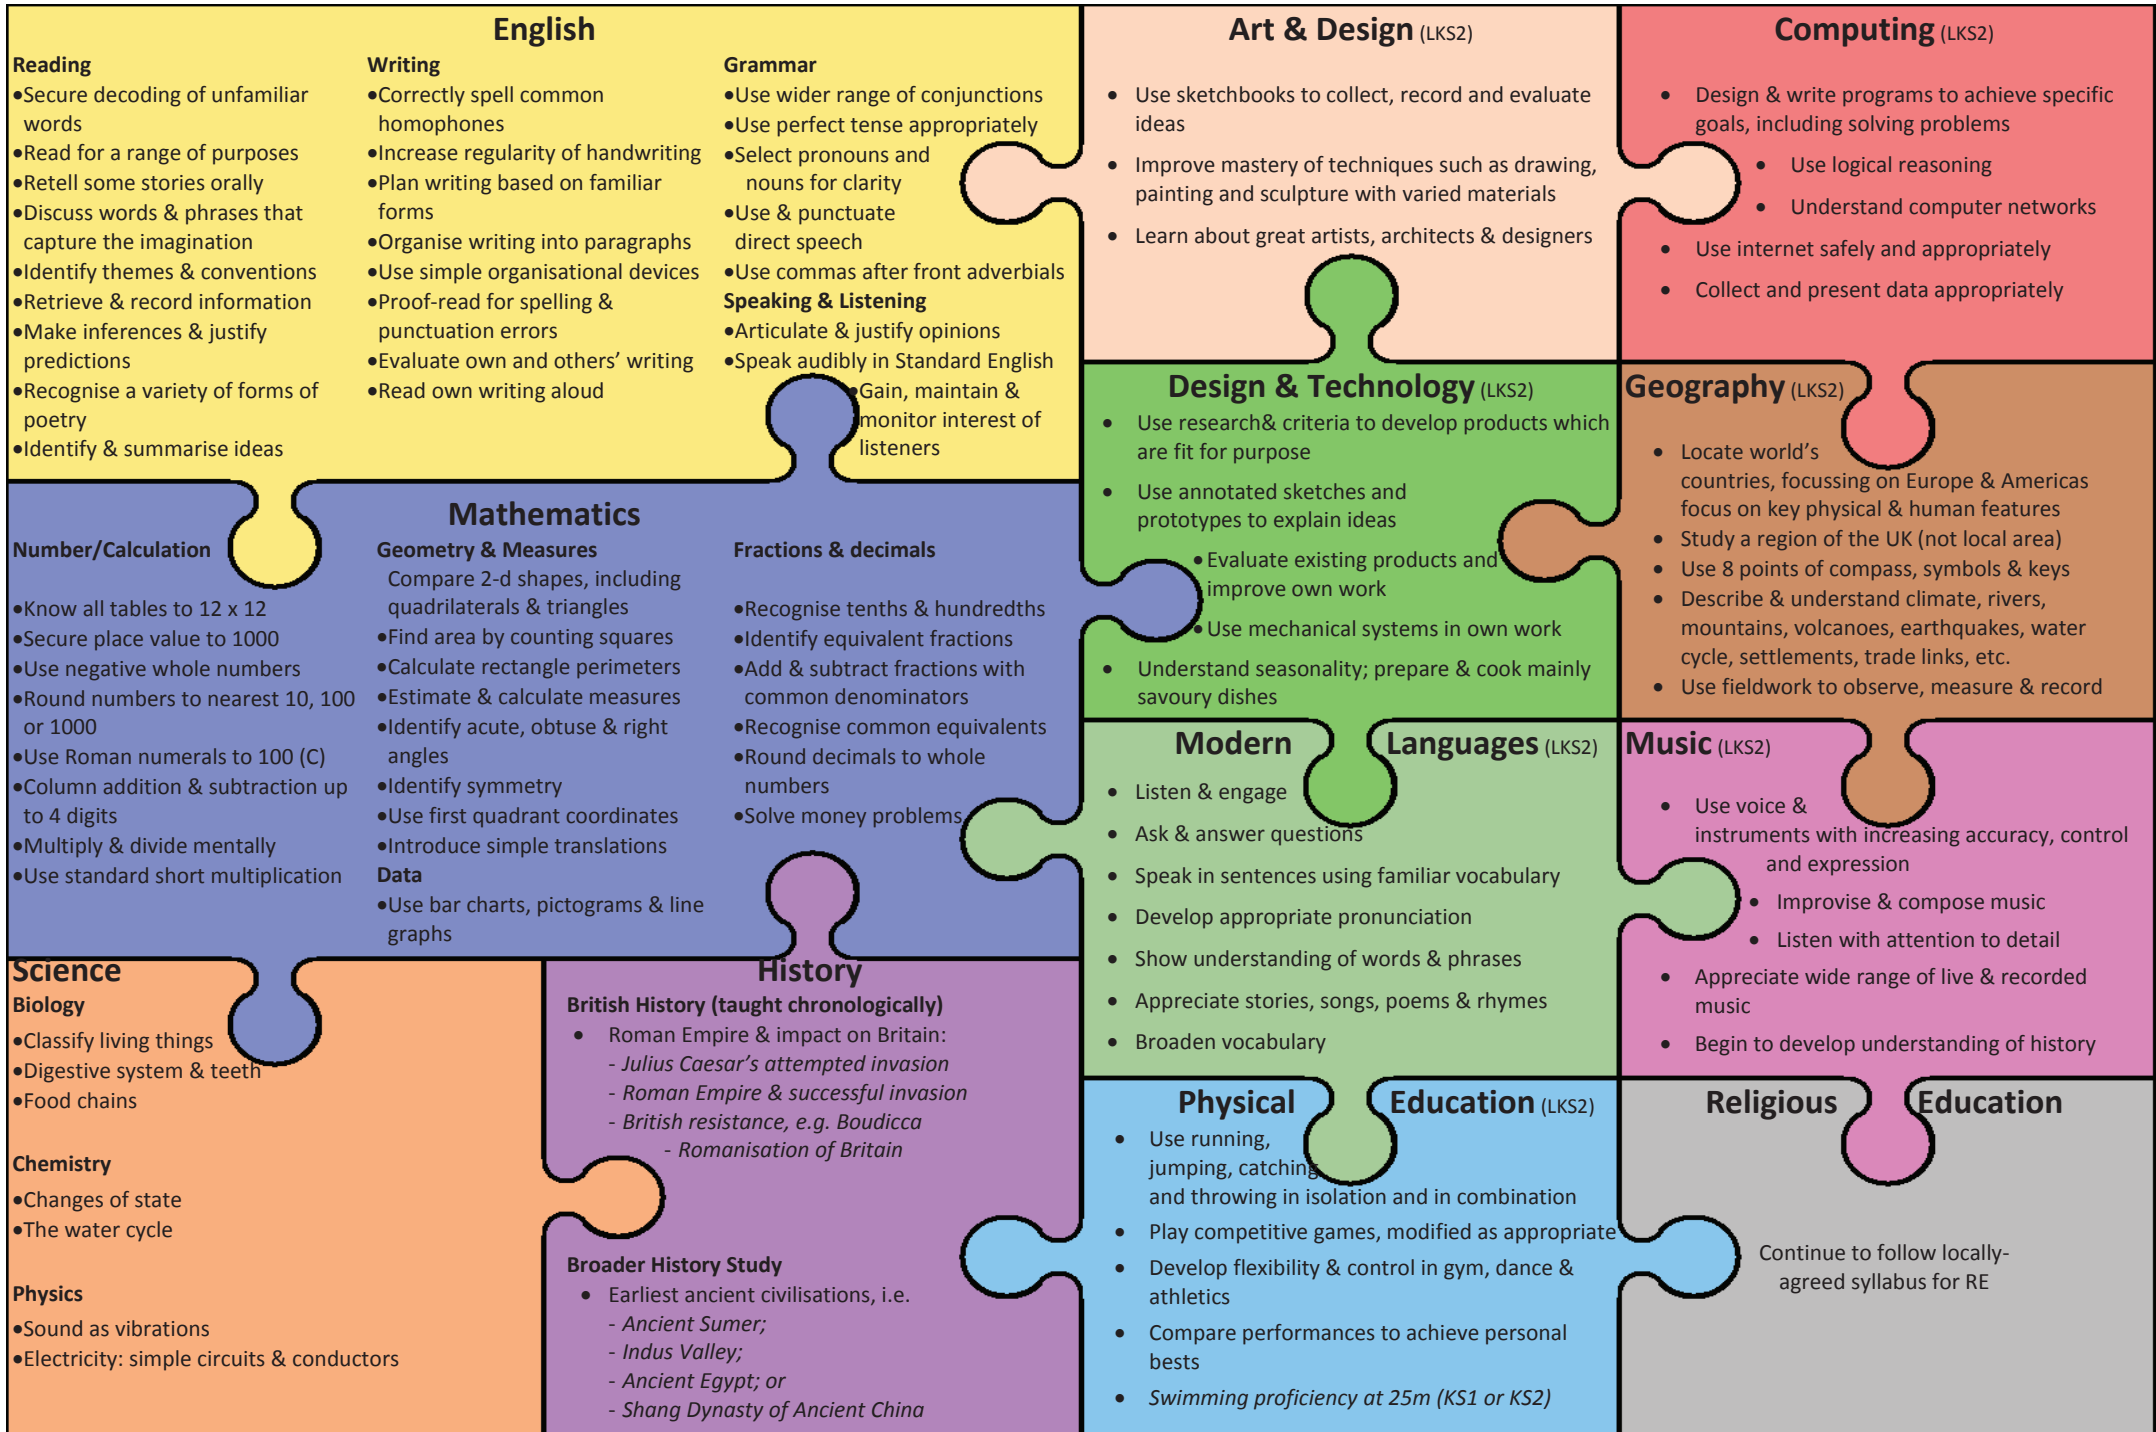 English
Reading
•Secure decoding of unfamiliar
words
•Read for a range of purposes
•Retell some stories orally
•Discuss words & phrases that
capture the imagination
•Identify themes & conventions
•Retrieve & record information
•Make inferences & justify
predictions
•Recognise a variety of forms of
poetry
•Identify & summarise ideas
Writing
•Correctly spell common
homophones
•Increase regularity of handwriting
•Plan writing based on familiar
forms
•Organise writing into paragraphs
•Use simple organisational devices
•Proof-read for spelling &
punctuation errors
•Evaluate own and others’ writing
•Read own writing aloud
Grammar
•Use wider range of conjunctions
•Use perfect tense appropriately
•Select pronouns and
nouns for clarity
•Use & punctuate
direct speech
•Use commas after front adverbials
Speaking & Listening
•Articulate & justify opinions
•Speak audibly in Standard English
•Gain, maintain &
monitor interest of
listeners
Art & Design (LKS2)
• Use sketchbooks to collect, record and evaluate
ideas
• Improve mastery of techniques such as drawing,
painting and sculpture with varied materials
• Learn about great artists, architects & designers
Computing (LKS2)
• Design & write programs to achieve specific
goals, including solving problems
• Use logical reasoning
• Understand computer networks
• Use internet safely and appropriately
• Collect and present data appropriately
Design & Technology (LKS2)
• Use research& criteria to develop products which
are fit for purpose
• Use annotated sketches and
prototypes to explain ideas
• Evaluate existing products and
improve own work
• Use mechanical systems in own work
• Understand seasonality; prepare & cook mainly
savoury dishes
Geography (LKS2)
• Locate world’s
countries, focussing on Europe & Americas
focus on key physical & human features
• Study a region of the UK (not local area)
• Use 8 points of compass, symbols & keys
• Describe & understand climate, rivers,
mountains, volcanoes, earthquakes, water
cycle, settlements, trade links, etc.
• Use fieldwork to observe, measure & record
Mathematics
Number/Calculation
•Know all tables to 12 x 12
•Secure place value to 1000
•Use negative whole numbers
•Round numbers to nearest 10, 100
or 1000
•Use Roman numerals to 100 (C)
•Column addition & subtraction up
to 4 digits
•Multiply & divide mentally
•Use standard short multiplication
Geometry & Measures
Compare 2-d shapes, including
quadrilaterals & triangles
•Find area by counting squares
•Calculate rectangle perimeters
•Estimate & calculate measures
•Identify acute, obtuse & right
angles
•Identify symmetry
•Use first quadrant coordinates
•Introduce simple translations
Data
•Use bar charts, pictograms & line
graphs
Fractions & decimals
•Recognise tenths & hundredths
•Identify equivalent fractions
•Add & subtract fractions with
common denominators
•Recognise common equivalents
•Round decimals to whole
numbers
•Solve money problems
Modern Languages (LKS2)
• Listen & engage
• Ask & answer questions
• Speak in sentences using familiar vocabulary
• Develop appropriate pronunciation
• Show understanding of words & phrases
• Appreciate stories, songs, poems & rhymes
• Broaden vocabulary
Music (LKS2)
• Use voice &
instruments with increasing accuracy, control
and expression
• Improvise & compose music
• Listen with attention to detail
• Appreciate wide range of live & recorded
music
• Begin to develop understanding of history
Science
Biology
•Classify living things
•Digestive system & teeth
•Food chains
Chemistry
•Changes of state
•The water cycle
Physics
•Sound as vibrations
•Electricity: simple circuits & conductors
History
British History (taught chronologically)
• Roman Empire & impact on Britain:
- Julius Caesar’s attempted invasion
- Roman Empire & successful invasion
- British resistance, e.g. Boudicca
- Romanisation of Britain
Broader History Study
• Earliest ancient civilisations, i.e.
- Ancient Sumer;
- Indus Valley;
- Ancient Egypt; or
- Shang Dynasty of Ancient China
Physical Education (LKS2)
• Use running,
jumping, catching
and throwing in isolation and in combination
• Play competitive games, modified as appropriate
• Develop flexibility & control in gym, dance &
athletics
• Compare performances to achieve personal
bests
• Swimming proficiency at 25m (KS1 or KS2)
Religious Education
Continue to follow locally-
agreed syllabus for RE